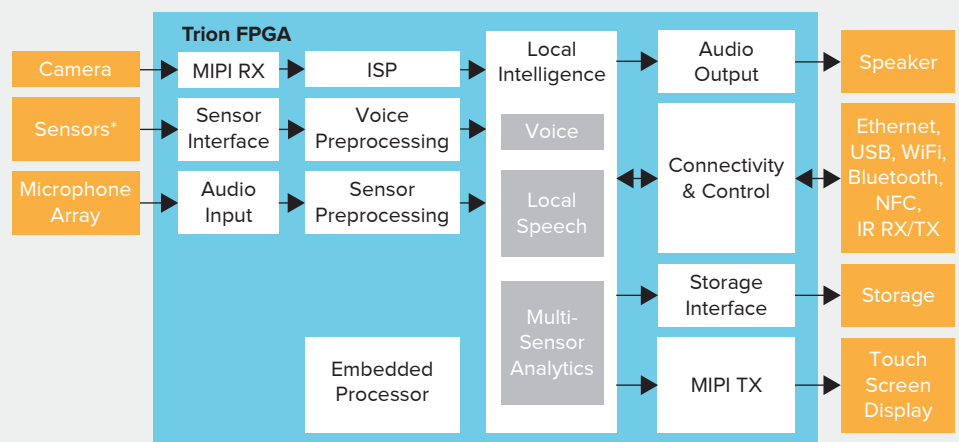 Trion FPGA
Camera
MIPI RX
ISP
Local
Intelligence
Audio
Output
Speaker
Sensors*
Sensor
Interface
Voice
Preprocessing
Voice
Connectivity
& Control
Ethernet,
USB, WiFi,
Bluetooth,
NFC,
IR RX/TX
Microphone
Array
Audio
Input
Sensor
Preprocessing
Local
Speech
Storage
Interface
Storage
Embedded
Processor
Multi-
Sensor
Analytics
MIPI TX
Touch
Screen
Display